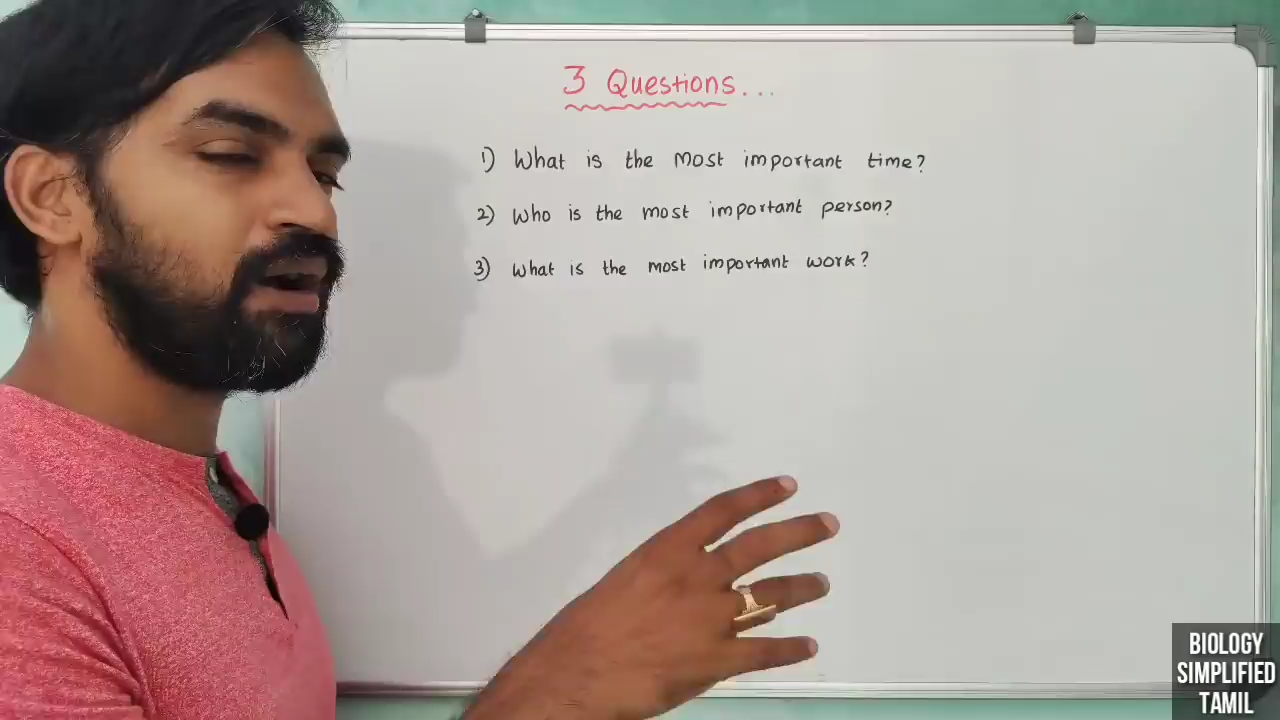 3 Questions...
1) What is the most important time?
2) Who is the most important person?
3) What is the most important work?
BIOLOGY
SIMPLIFIED
TAMIL